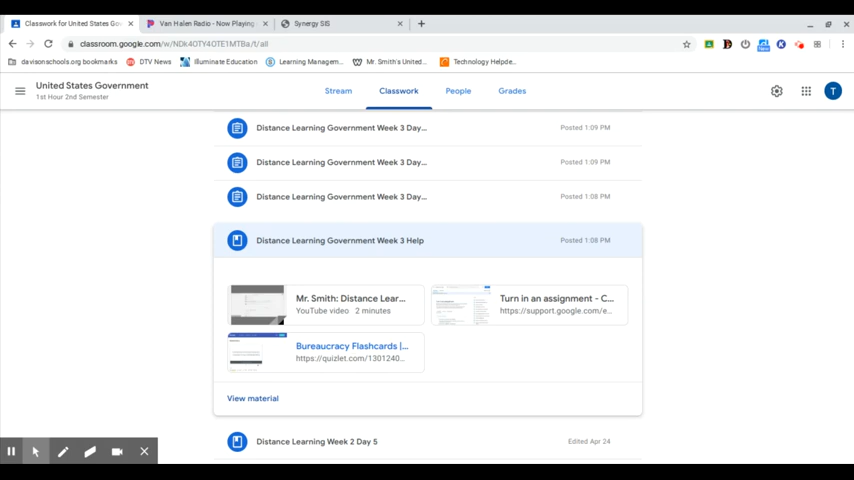 Classwork for United States Gov
Van Halen Radio - Now Playing
Synergy SIS
classroom.google.com/w/NDk4OTY4OTE1MTBa/t/all
davisonschools.org bookmarks
DTV News
Illuminate Education
Learning Managem...
Mr. Smith's United...
Technology Helpde...
United States Government
1st Hour 2nd Semester
Stream
Classwork
People
Grades
T
Distance Learning Government Week 3 Day...
Posted 1:09 PM
Distance Learning Government Week 3 Day...
Posted 1:09 PM
Distance Learning Government Week 3 Day...
Posted 1:08 PM
Distance Learning Government Week 3 Help
Posted 1:08 PM
Mr. Smith: Distance Lear...
YouTube video 2 minutes
Turn in an assignment - C...
https://support.google.com/e...
Bureaucracy Flashcards |...
https://quizlet.com/1301240...
View material
Distance Learning Week 2 Day 5
Edited Apr 24